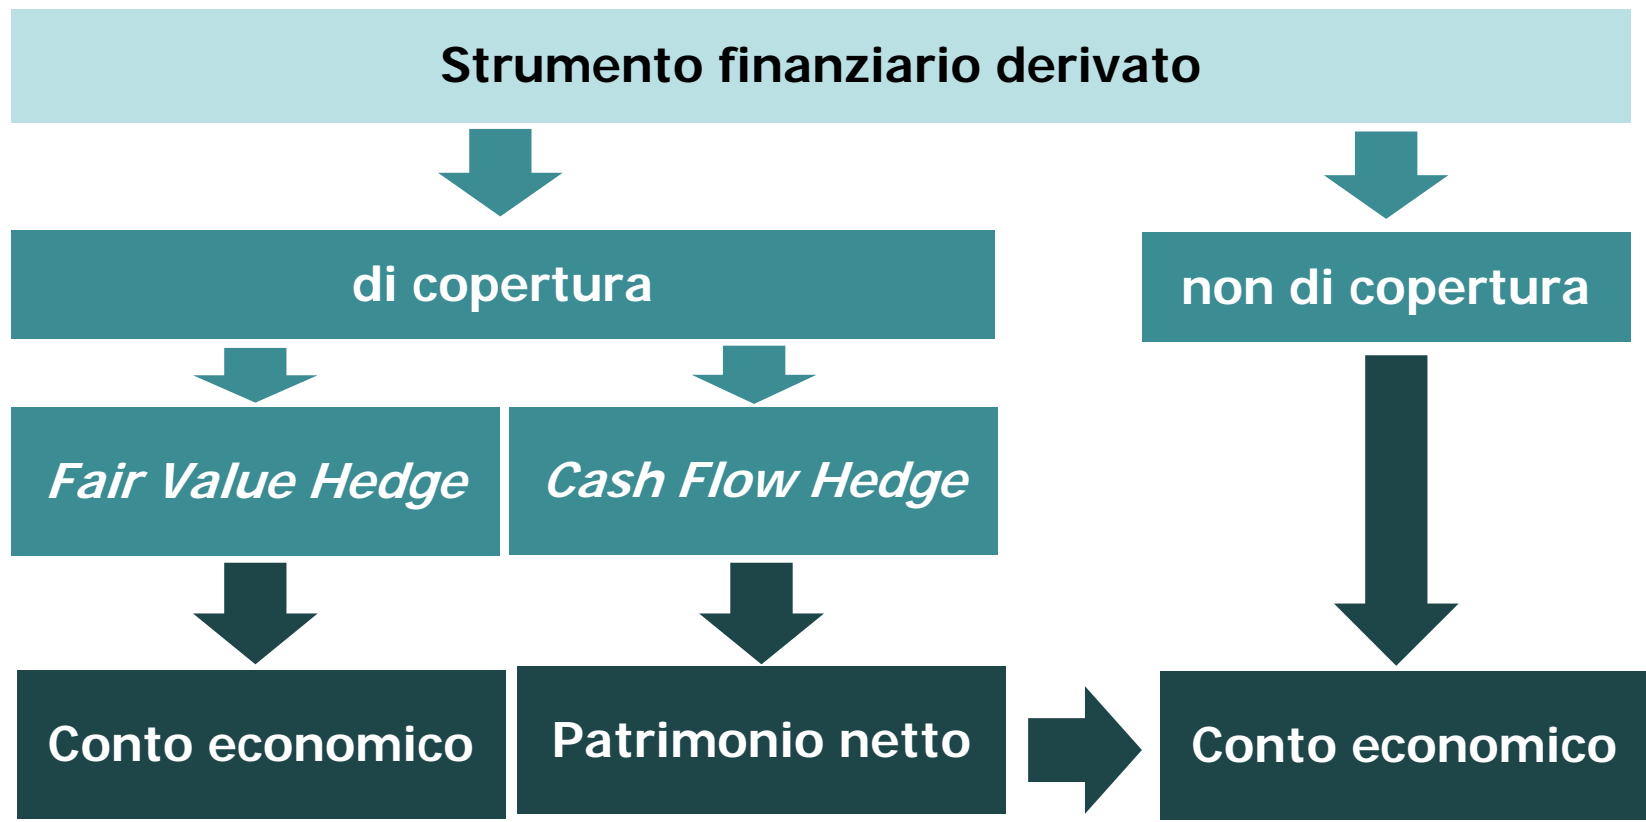 Strumento finanziario derivato
di copertura
non di copertura
Fair Value Hedge
Cash Flow Hedge
Conto economico
Patrimonio netto
Conto economico